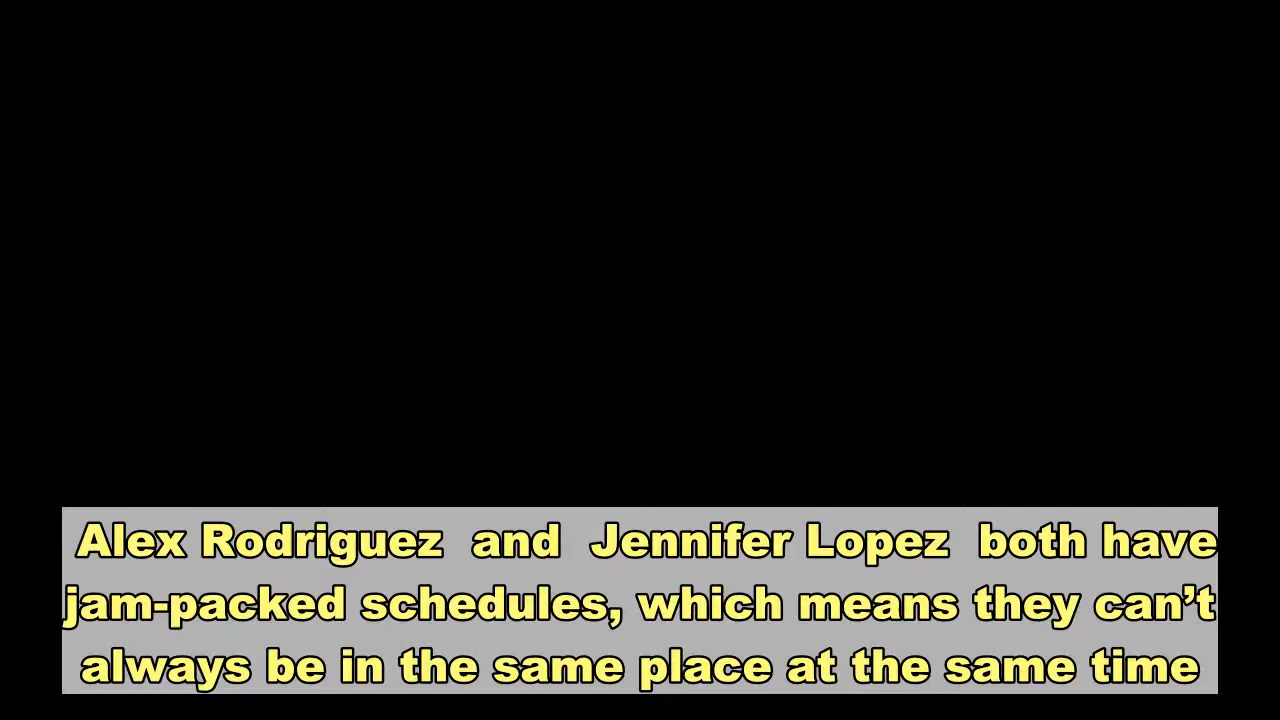 Alex Rodriguez and Jennifer Lopez both have
jam-packed schedules, which means they can’t
always be in the same place at the same time